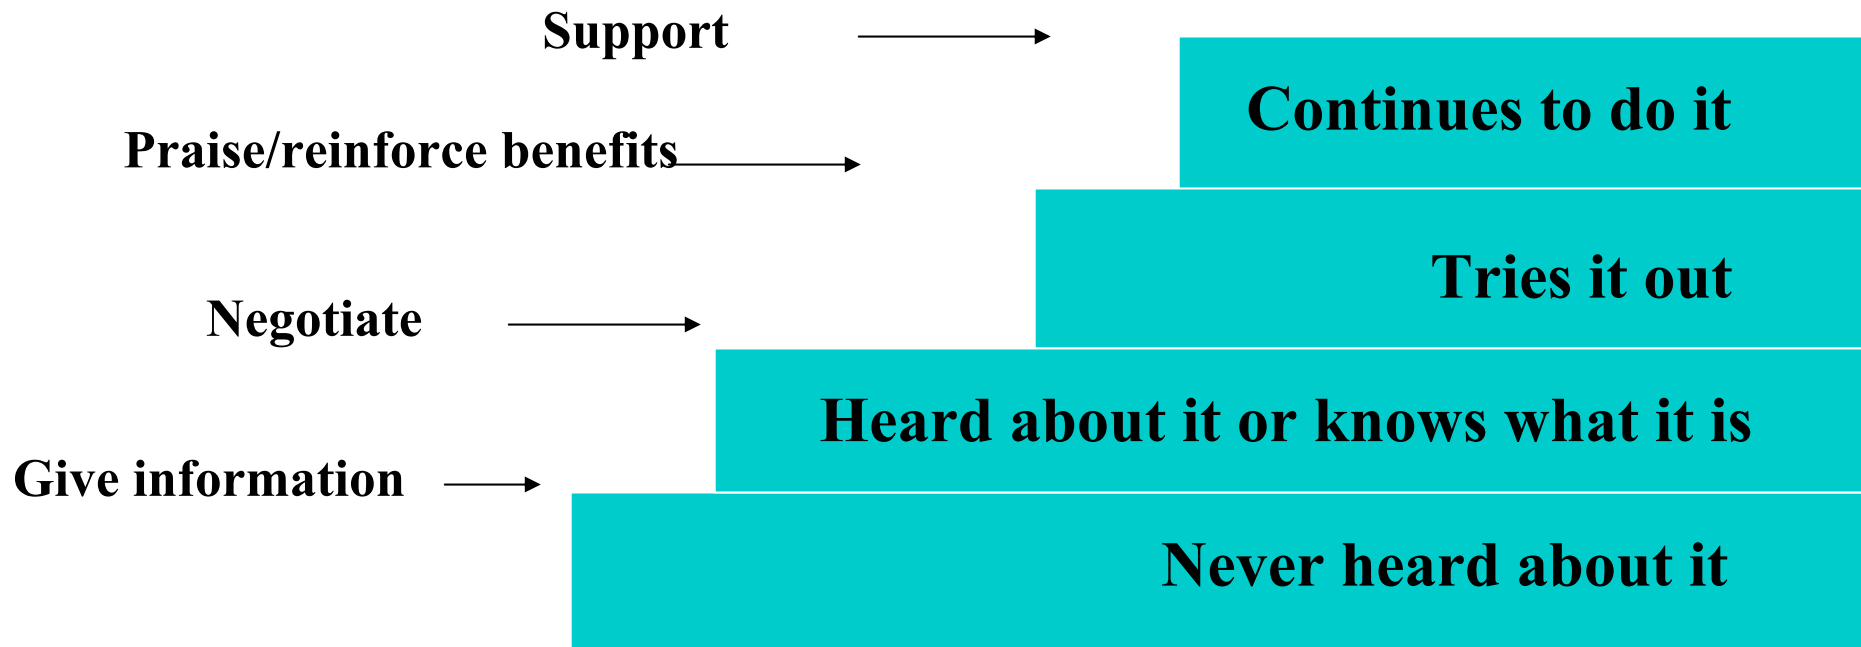 Support
Continues to do it
Praise/reinforce benefits
Tries it out
Negotiate
Heard about it or knows what it is
Give information
Never heard about it